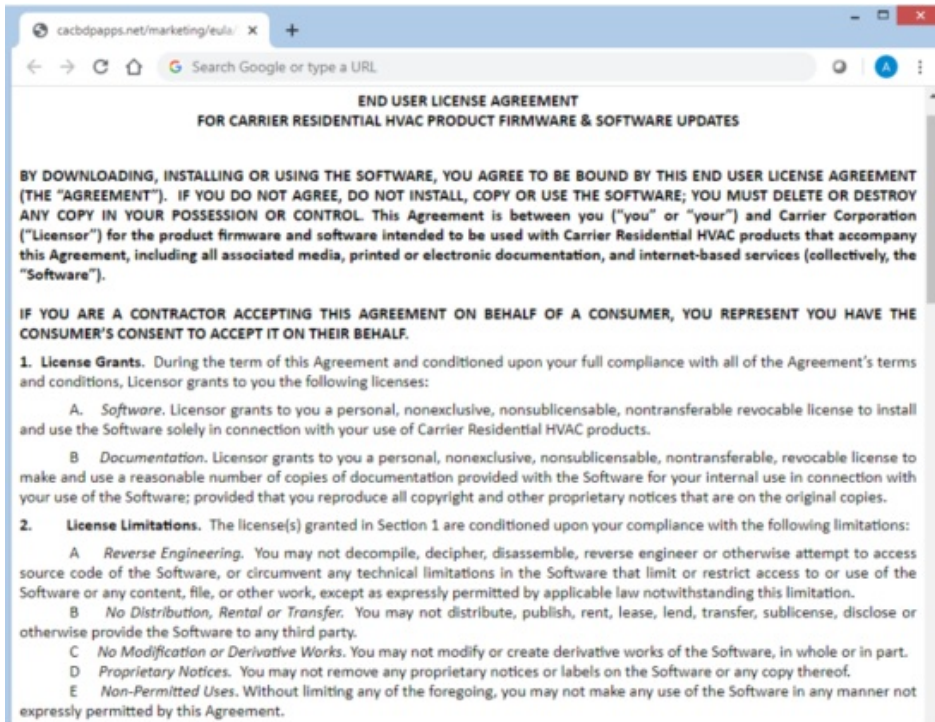 cacbdpapps.net/marketing/eula/
Search Google or type a URL
A
END USER LICENSE AGREEMENT
FOR CARRIER RESIDENTIAL HVAC PRODUCT FIRMWARE & SOFTWARE UPDATES
BY DOWNLOADING, INSTALLING OR USING THE SOFTWARE, YOU AGREE TO BE BOUND BY THIS END USER LICENSE AGREEMENT
(THE “AGREEMENT”). IF YOU DO NOT AGREE, DO NOT INSTALL, COPY OR USE THE SOFTWARE; YOU MUST DELETE OR DESTROY
ANY COPY IN YOUR POSSESSION OR CONTROL. This Agreement is between you (“you” or “your”) and Carrier Corporation
(“Licensor”) for the product firmware and software intended to be used with Carrier Residential HVAC products that accompany
this Agreement, including all associated media, printed or electronic documentation, and internet-based services (collectively, the
“Software”).
IF YOU ARE A CONTRACTOR ACCEPTING THIS AGREEMENT ON BEHALF OF A CONSUMER, YOU REPRESENT YOU HAVE THE
CONSUMER’S CONSENT TO ACCEPT IT ON THEIR BEHALF.
1. License Grants. During the term of this Agreement and conditioned upon your full compliance with all of the Agreement’s terms
and conditions, Licensor grants to you the following licenses:
A. Software. Licensor grants to you a personal, nonexclusive, nonsublicensable, nontransferable revocable license to install
and use the Software solely in connection with your use of Carrier Residential HVAC products.
B Documentation. Licensor grants to you a personal, nonexclusive, nonsublicensable, nontransferable, revocable license to
make and use a reasonable number of copies of documentation provided with the Software for your internal use in connection with
your use of the Software; provided that you reproduce all copyright and other proprietary notices that are on the original copies.
2. License Limitations. The license(s) granted in Section 1 are conditioned upon your compliance with the following limitations:
A Reverse Engineering. You may not decompile, decipher, disassemble, reverse engineer or otherwise attempt to access
source code of the Software, or circumvent any technical limitations in the Software that limit or restrict access to or use of the
Software or any content, file, or other work, except as expressly permitted by applicable law notwithstanding this limitation.
B No Distribution, Rental or Transfer. You may not distribute, publish, rent, lease, lend, transfer, sublicense, disclose or
otherwise provide the Software to any third party.
C No Modification or Derivative Works. You may not modify or create derivative works of the Software, in whole or in part.
D Proprietary Notices. You may not remove any proprietary notices or labels on the Software or any copy thereof.
E Non-Permitted Uses. Without limiting any of the foregoing, you may not make any use of the Software in any manner not
expressly permitted by this Agreement.